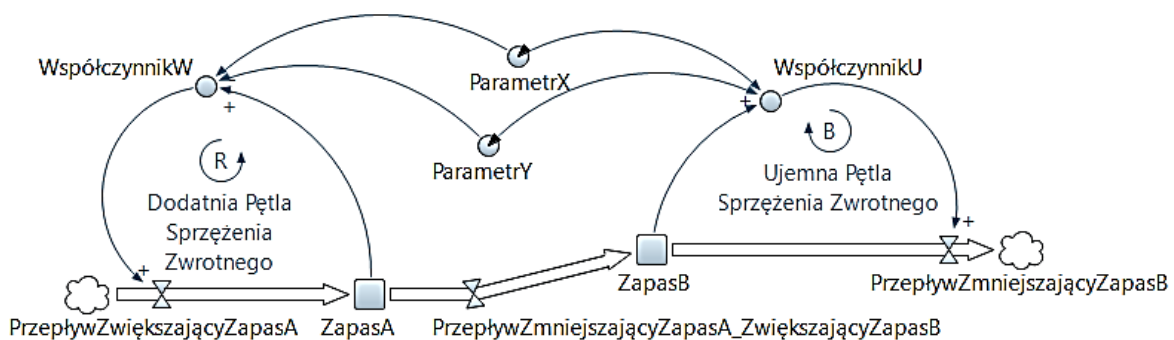 WspółczynnikW
ParametrX
WspółczynnikU
+
+
R
B
ParametrY
Dodatnia Pętla
Sprzężenia
Zwrotnego
Ujemna Pętla
Sprzężenia Zwrotnego
+
+
ZapasB
PrzepływZmniejszającyZapasB
PrzepływZwiększającyZapasA
ZapasA
PrzepływZmniejszającyZapasA_ZwiększającyZapasB